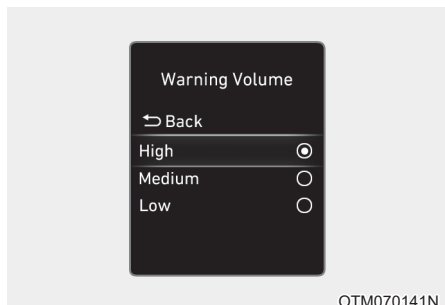 Warning Volume
Back
High
Medium
Low
OTM070141N